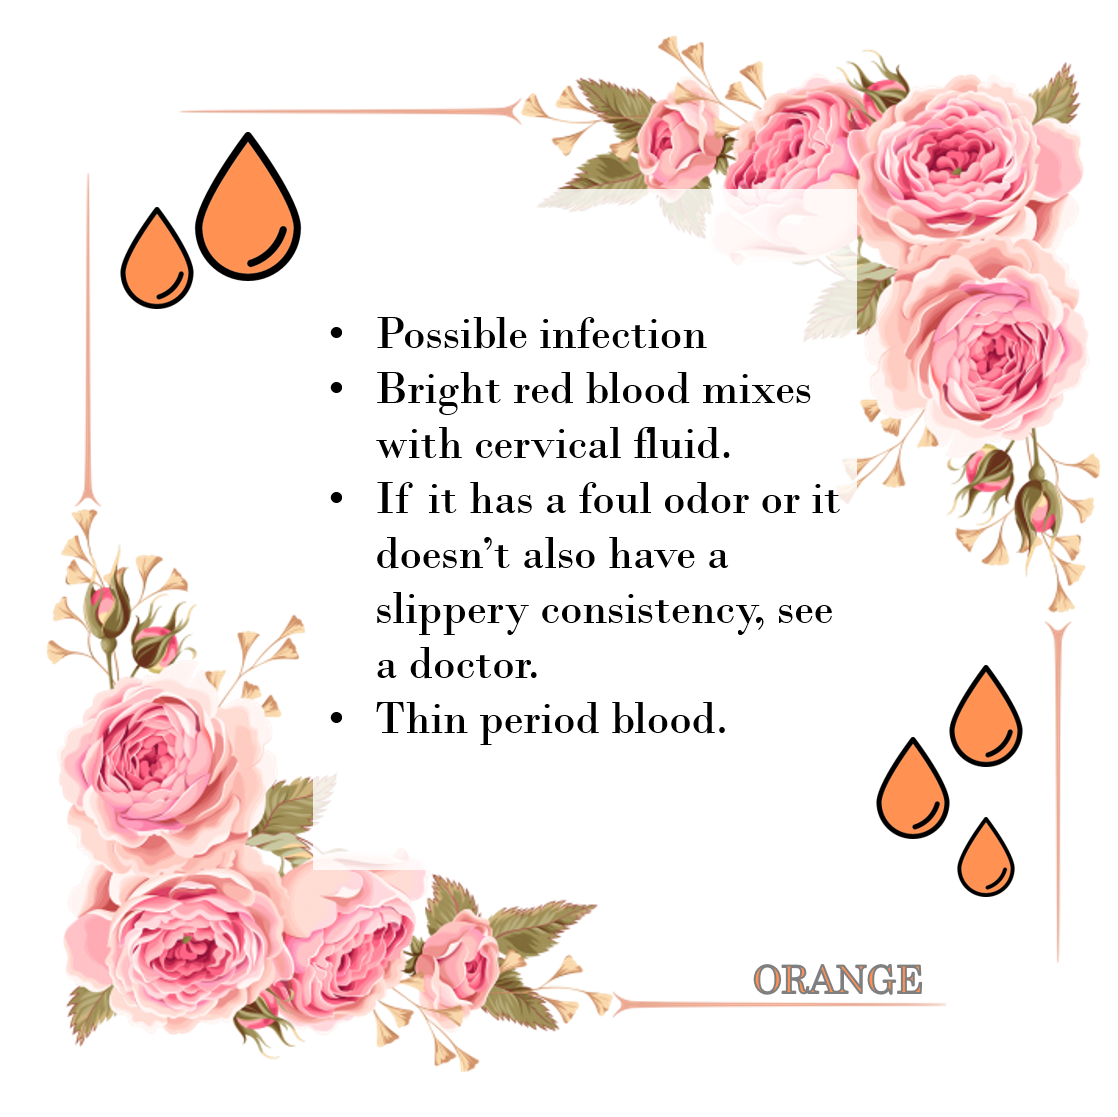 • Possible infection
• Bright red blood mixes
with cervical fluid.
• If it has a foul odor or it
doesn’t also have a
slippery consistency, see
a doctor.
• Thin period blood.
ORANGE